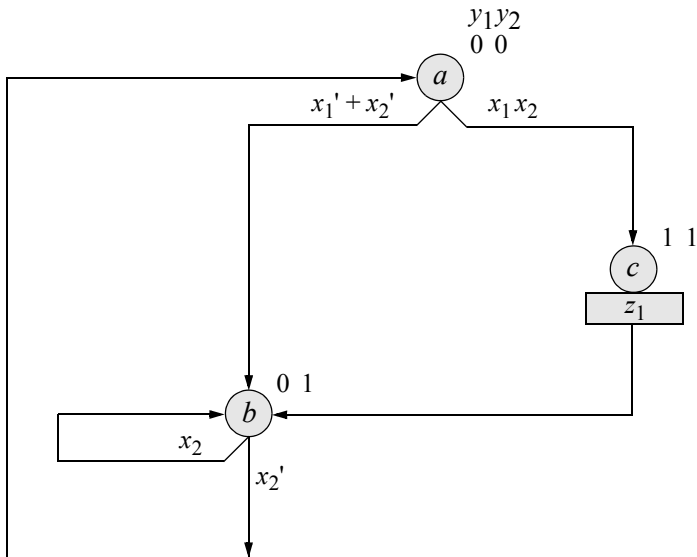 y₁y₂
0 0
a
x₁' + x₂'
x₁x₂
1 1
c
z₁
0 1
b
x₂
x₂'